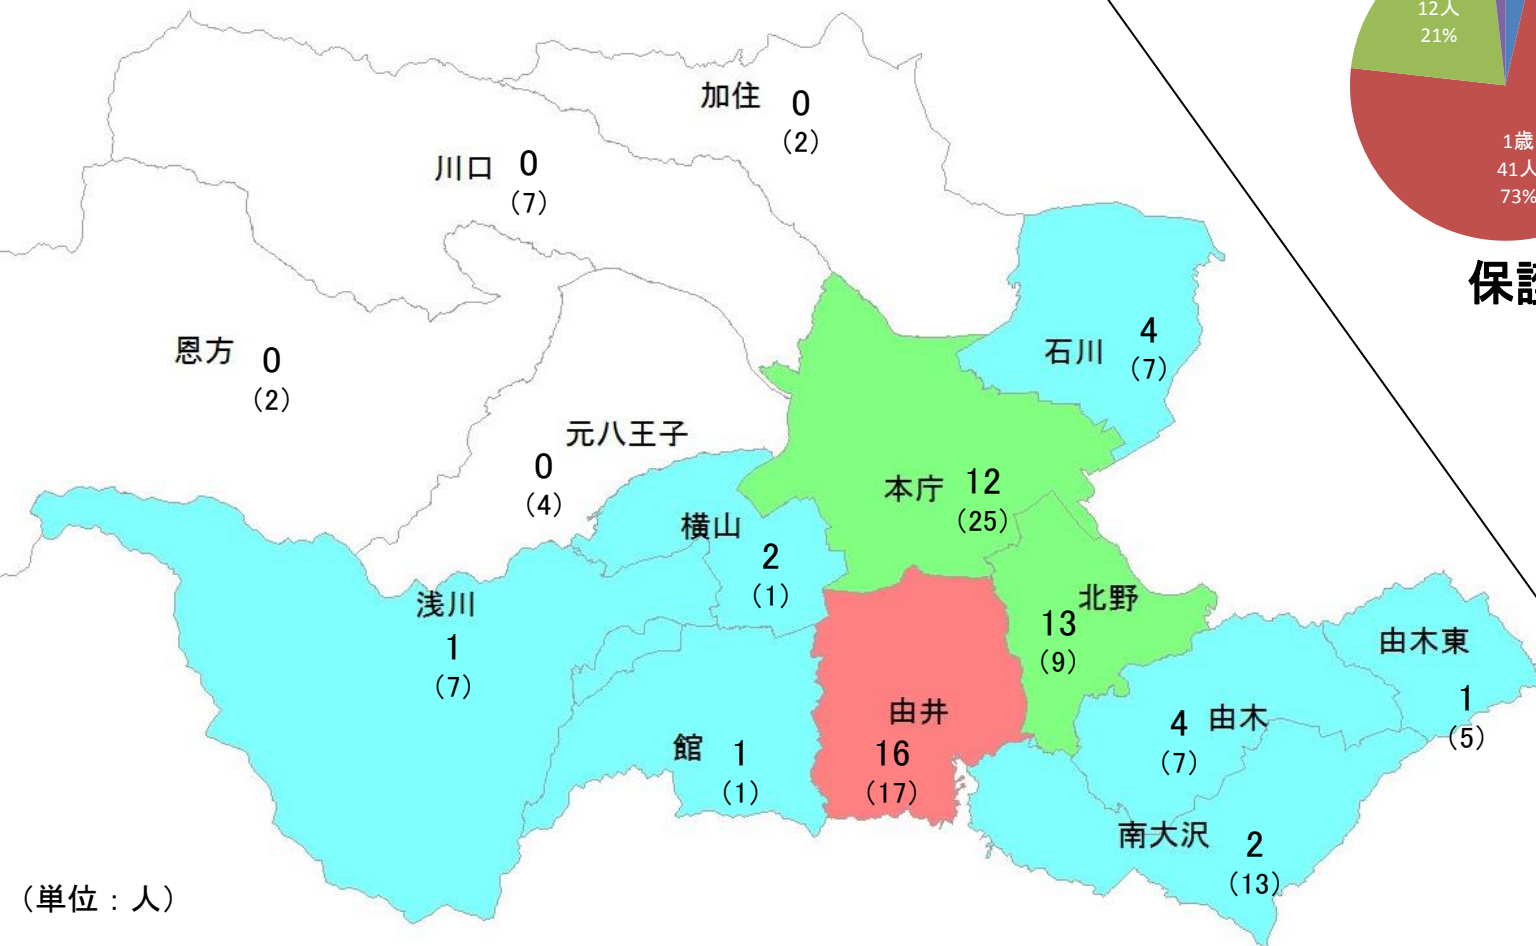 12人
21%
1歳
41人
73%
保護
加住 0
（2）
川口 0
（7）
恩方 0
（2）
元八王子
0
（4）
石川 4
（7）
本庁 12
（25）
横山
2
（1）
浅川
1
（7）
北野
13
（9）
由木東
1
（5）
由井
16
（17）
館 1
（1）
4 由木
（7）
南大沢 2
（13）
（単位：人）